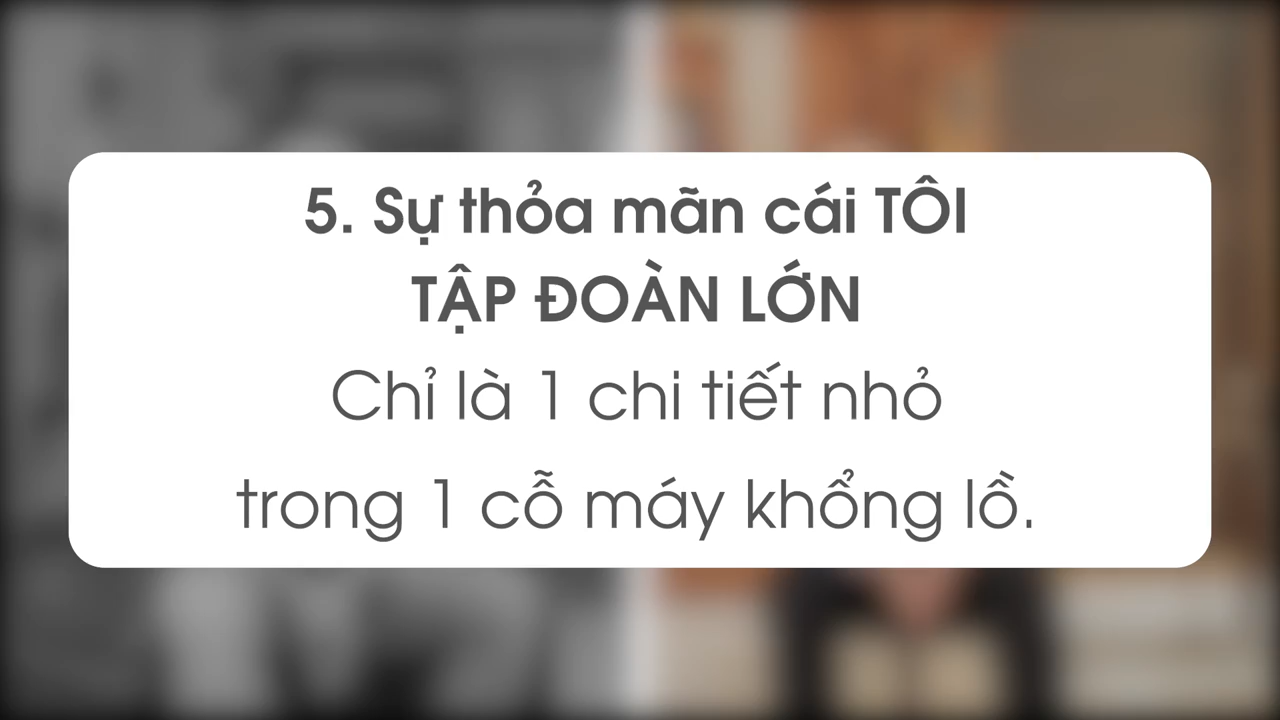 5. Sự thỏa mãn cái TÔI
TẬP ĐOÀN LỚN
Chỉ là 1 chi tiết nhỏ
trong 1 cỗ máy khổng lồ.